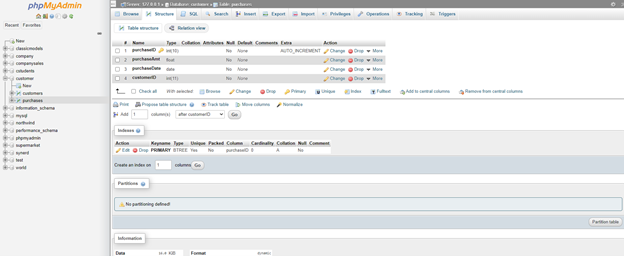 phpMyAdmin
Server: 127.0.0.1 » Database: customer » Table: purchases
Browse Structure SQL Search Insert Export Import Privileges Operations Tracking Triggers
Table structure Relation view
Recent Favorites
New
classicmodels
company
companysales
cstudents
customer
New
customers
purchases
information_schema
mysql
northwind
performance_schema
phpmyadmin
supermarket
synerd
test
world
# Name Type Collation Attributes Null Default Comments Extra Action
1 purchaseID int(10) No None AUTO_INCREMENT Change Drop More
2 purchaseAmt float No None Change Drop More
3 purchaseDate date No None Change Drop More
4 customerID int(11) No None Change Drop More
Check all With selected: Browse Change Drop Primary Unique Index Fulltext Add to central columns Remove from central columns
Print Propose table structure Track table Move columns Normalize
Add 1 column(s) after customerID Go
Indexes
Action Keyname Type Unique Packed Column Cardinality Collation Null Comment
Edit Drop PRIMARY BTREE Yes No purchaseID A No
Create an index on 1 columns Go
Partitions
No partitioning defined!
Partition table
Information
Data KiB Format dynamic